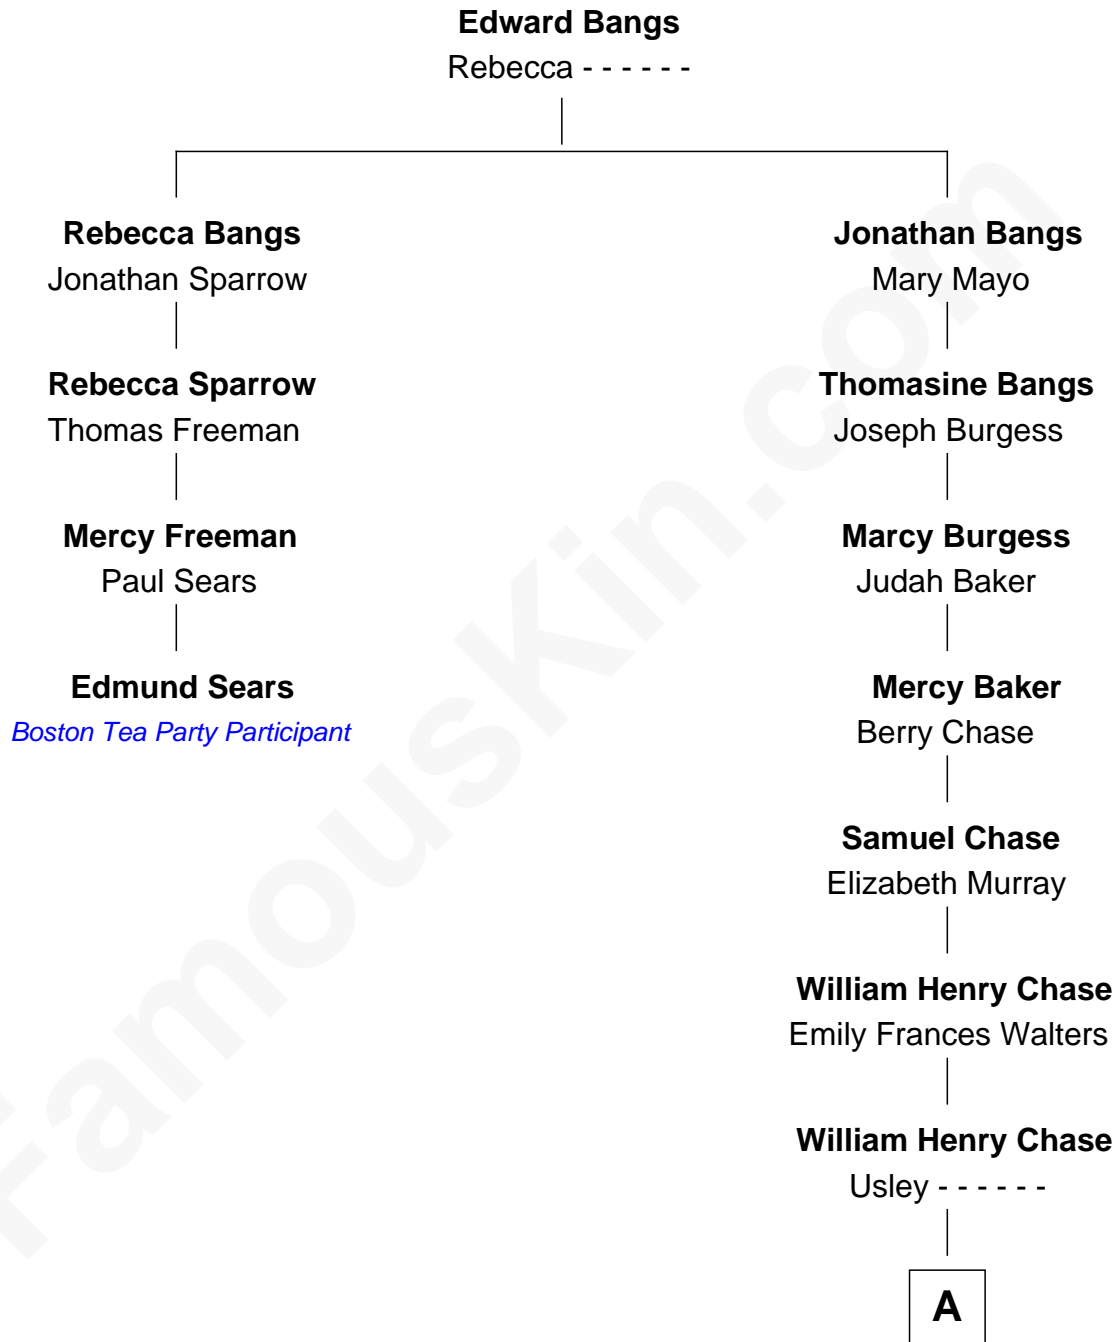 Edward Bangs
Rebecca - - - - - -
Rebecca Bangs
Jonathan Sparrow
Jonathan Bangs
Mary Mayo
Rebecca Sparrow
Thomas Freeman
Thomasine Bangs
Joseph Burgess
Mercy Freeman
Paul Sears
Marcy Burgess
Judah Baker
Edmund Sears
Boston Tea Party Participant
Mercy Baker
Berry Chase
Samuel Chase
Elizabeth Murray
William Henry Chase
Emily Frances Walters
William Henry Chase
Usley - - - - - -
A
FamousKin.com